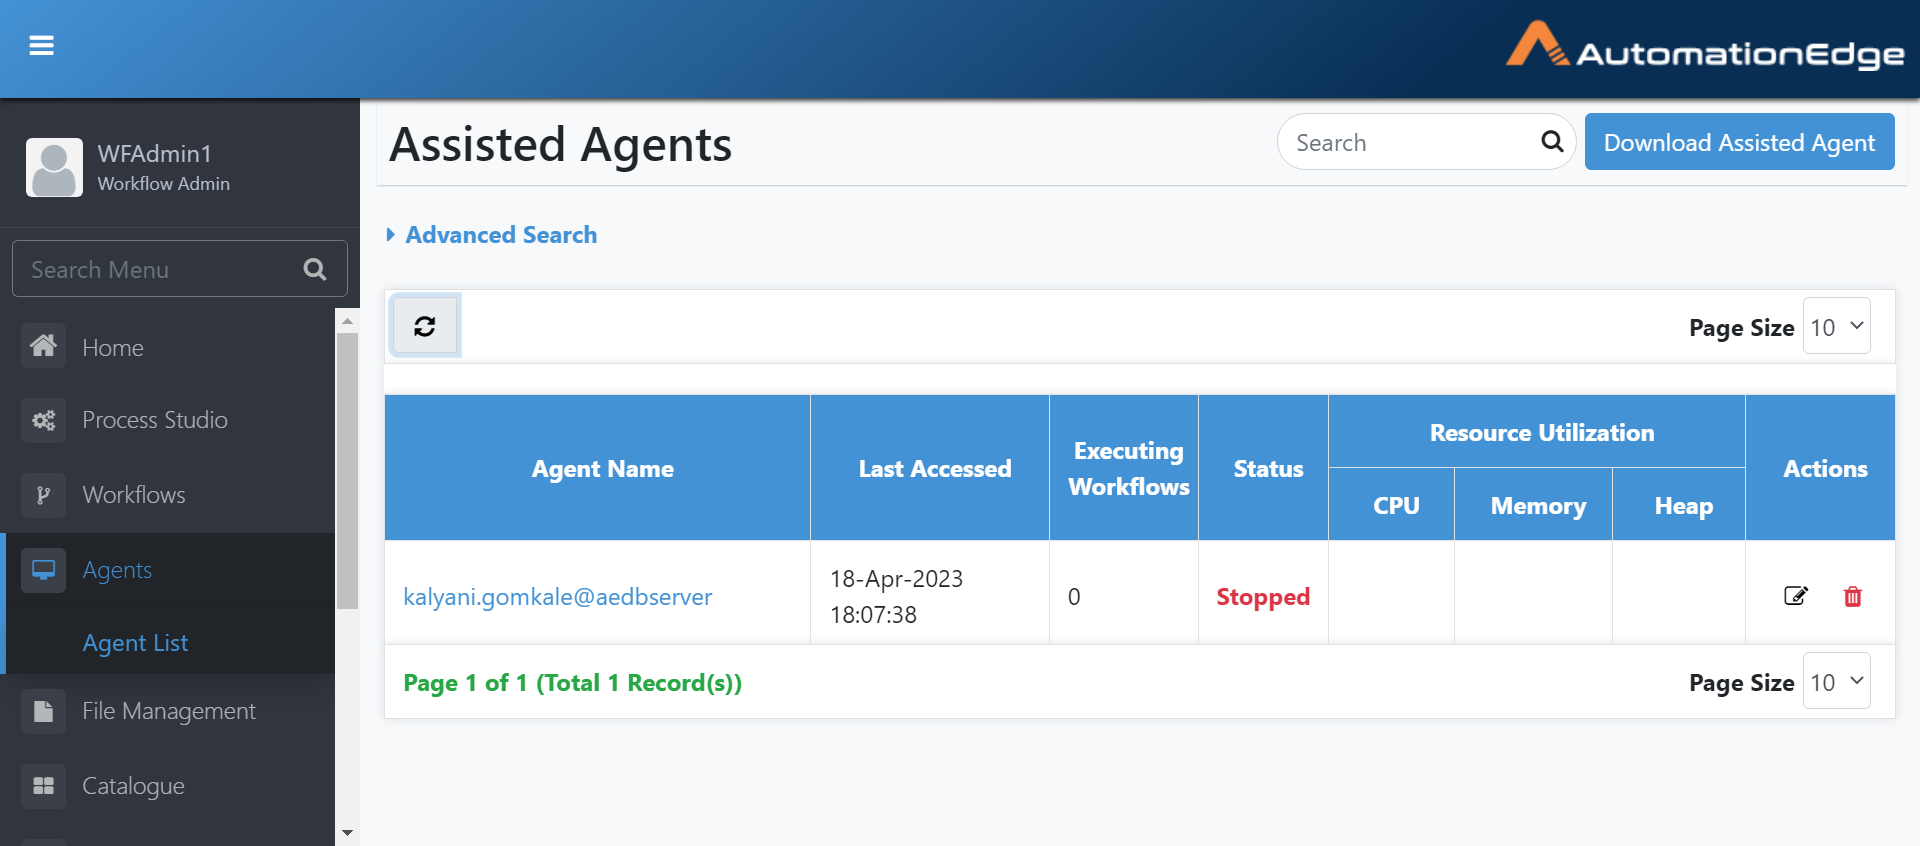 AutomationEdge
WFAdmin1
Workflow Admin
Search Menu
Home
Process Studio
Workflows
Agents
Agent List
File Management
Catalogue
Assisted Agents
Search
Download Assisted Agent
Advanced Search
Page Size 10
Agent Name
Last Accessed
Executing
Workflows
Status
Resource Utilization
CPU
Memory
Heap
Actions
kalyani.gomkale@aedbserver
18-Apr-2023
18:07:38
0
Stopped
Page 1 of 1 (Total 1 Record(s))
Page Size 10